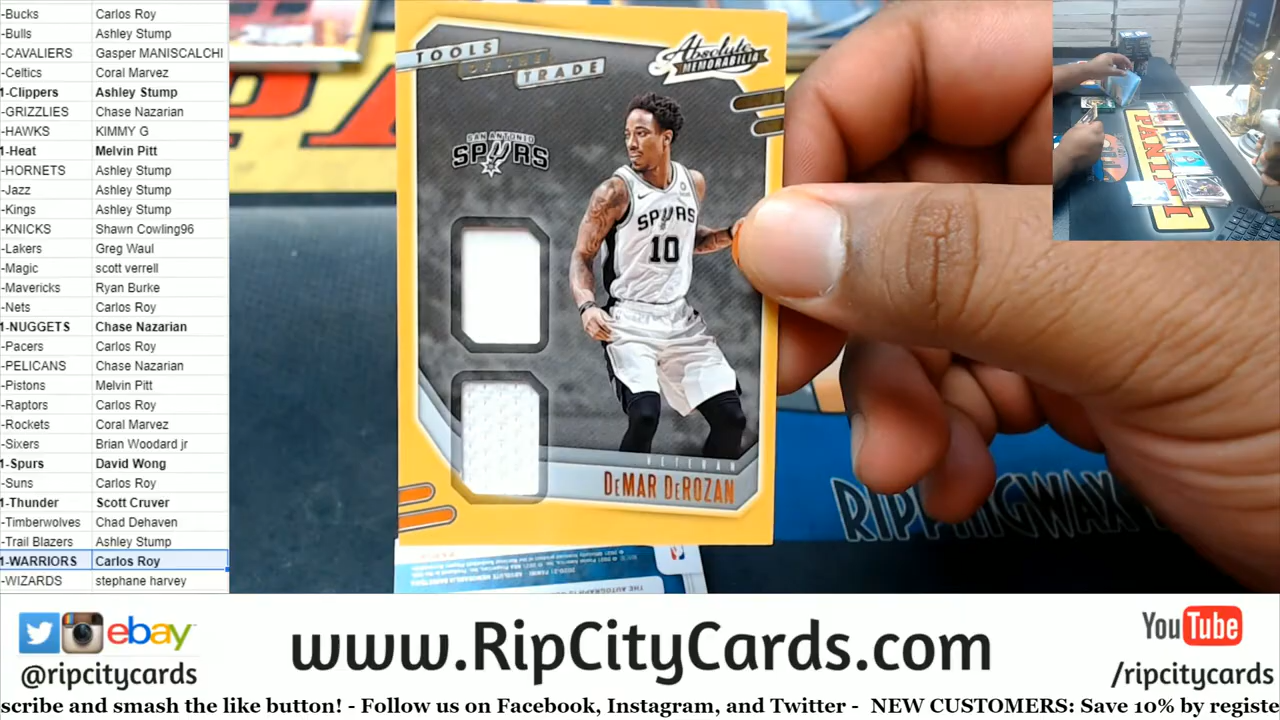 -Bucks Carlos Roy
-Bulls Ashley Stump
-CAVALIERS Gasper MANISCALCHI
-Celtics Coral Marvez
1-Clippers Ashley Stump
-GRIZZLIES Chase Nazarian
-HAWKS KIMMY G
1-Heat Melvin Pitt
-HORNETS Ashley Stump
-Jazz Ashley Stump
-Kings Ashley Stump
-KNICKS Shawn Cowling96
-Lakers Greg Waul
-Magic scott verrell
-Mavericks Ryan Burke
-Nets Carlos Roy
1-NUGGETS Chase Nazarian
-Pacers Carlos Roy
-PELICANS Chase Nazarian
-Pistons Melvin Pitt
-Raptors Carlos Roy
-Rockets Coral Marvez
-Sixers Brian Woodard jr
1-Spurs David Wong
-Suns Carlos Roy
1-Thunder Scott Cruver
-Timberwolves Chad Dehaven
-Trail Blazers Ashley Stump
1-WARRIORS Carlos Roy
-WIZARDS stephane harvey
TOOLS
OF THE
TRADE
Absolute
MEMORABILIA
SAN ANTONIO
SPURS
SPURS
10
VETERAN
DeMAR DeROZAN
PANINI
RIPPINGWAX
ebay
@ripcitycards
www.RipCityCards.com
YouTube
/ripcitycards
scribe and smash the like button! - Follow us on Facebook, Instagram, and Twitter - NEW CUSTOMERS: Save 10% by registe